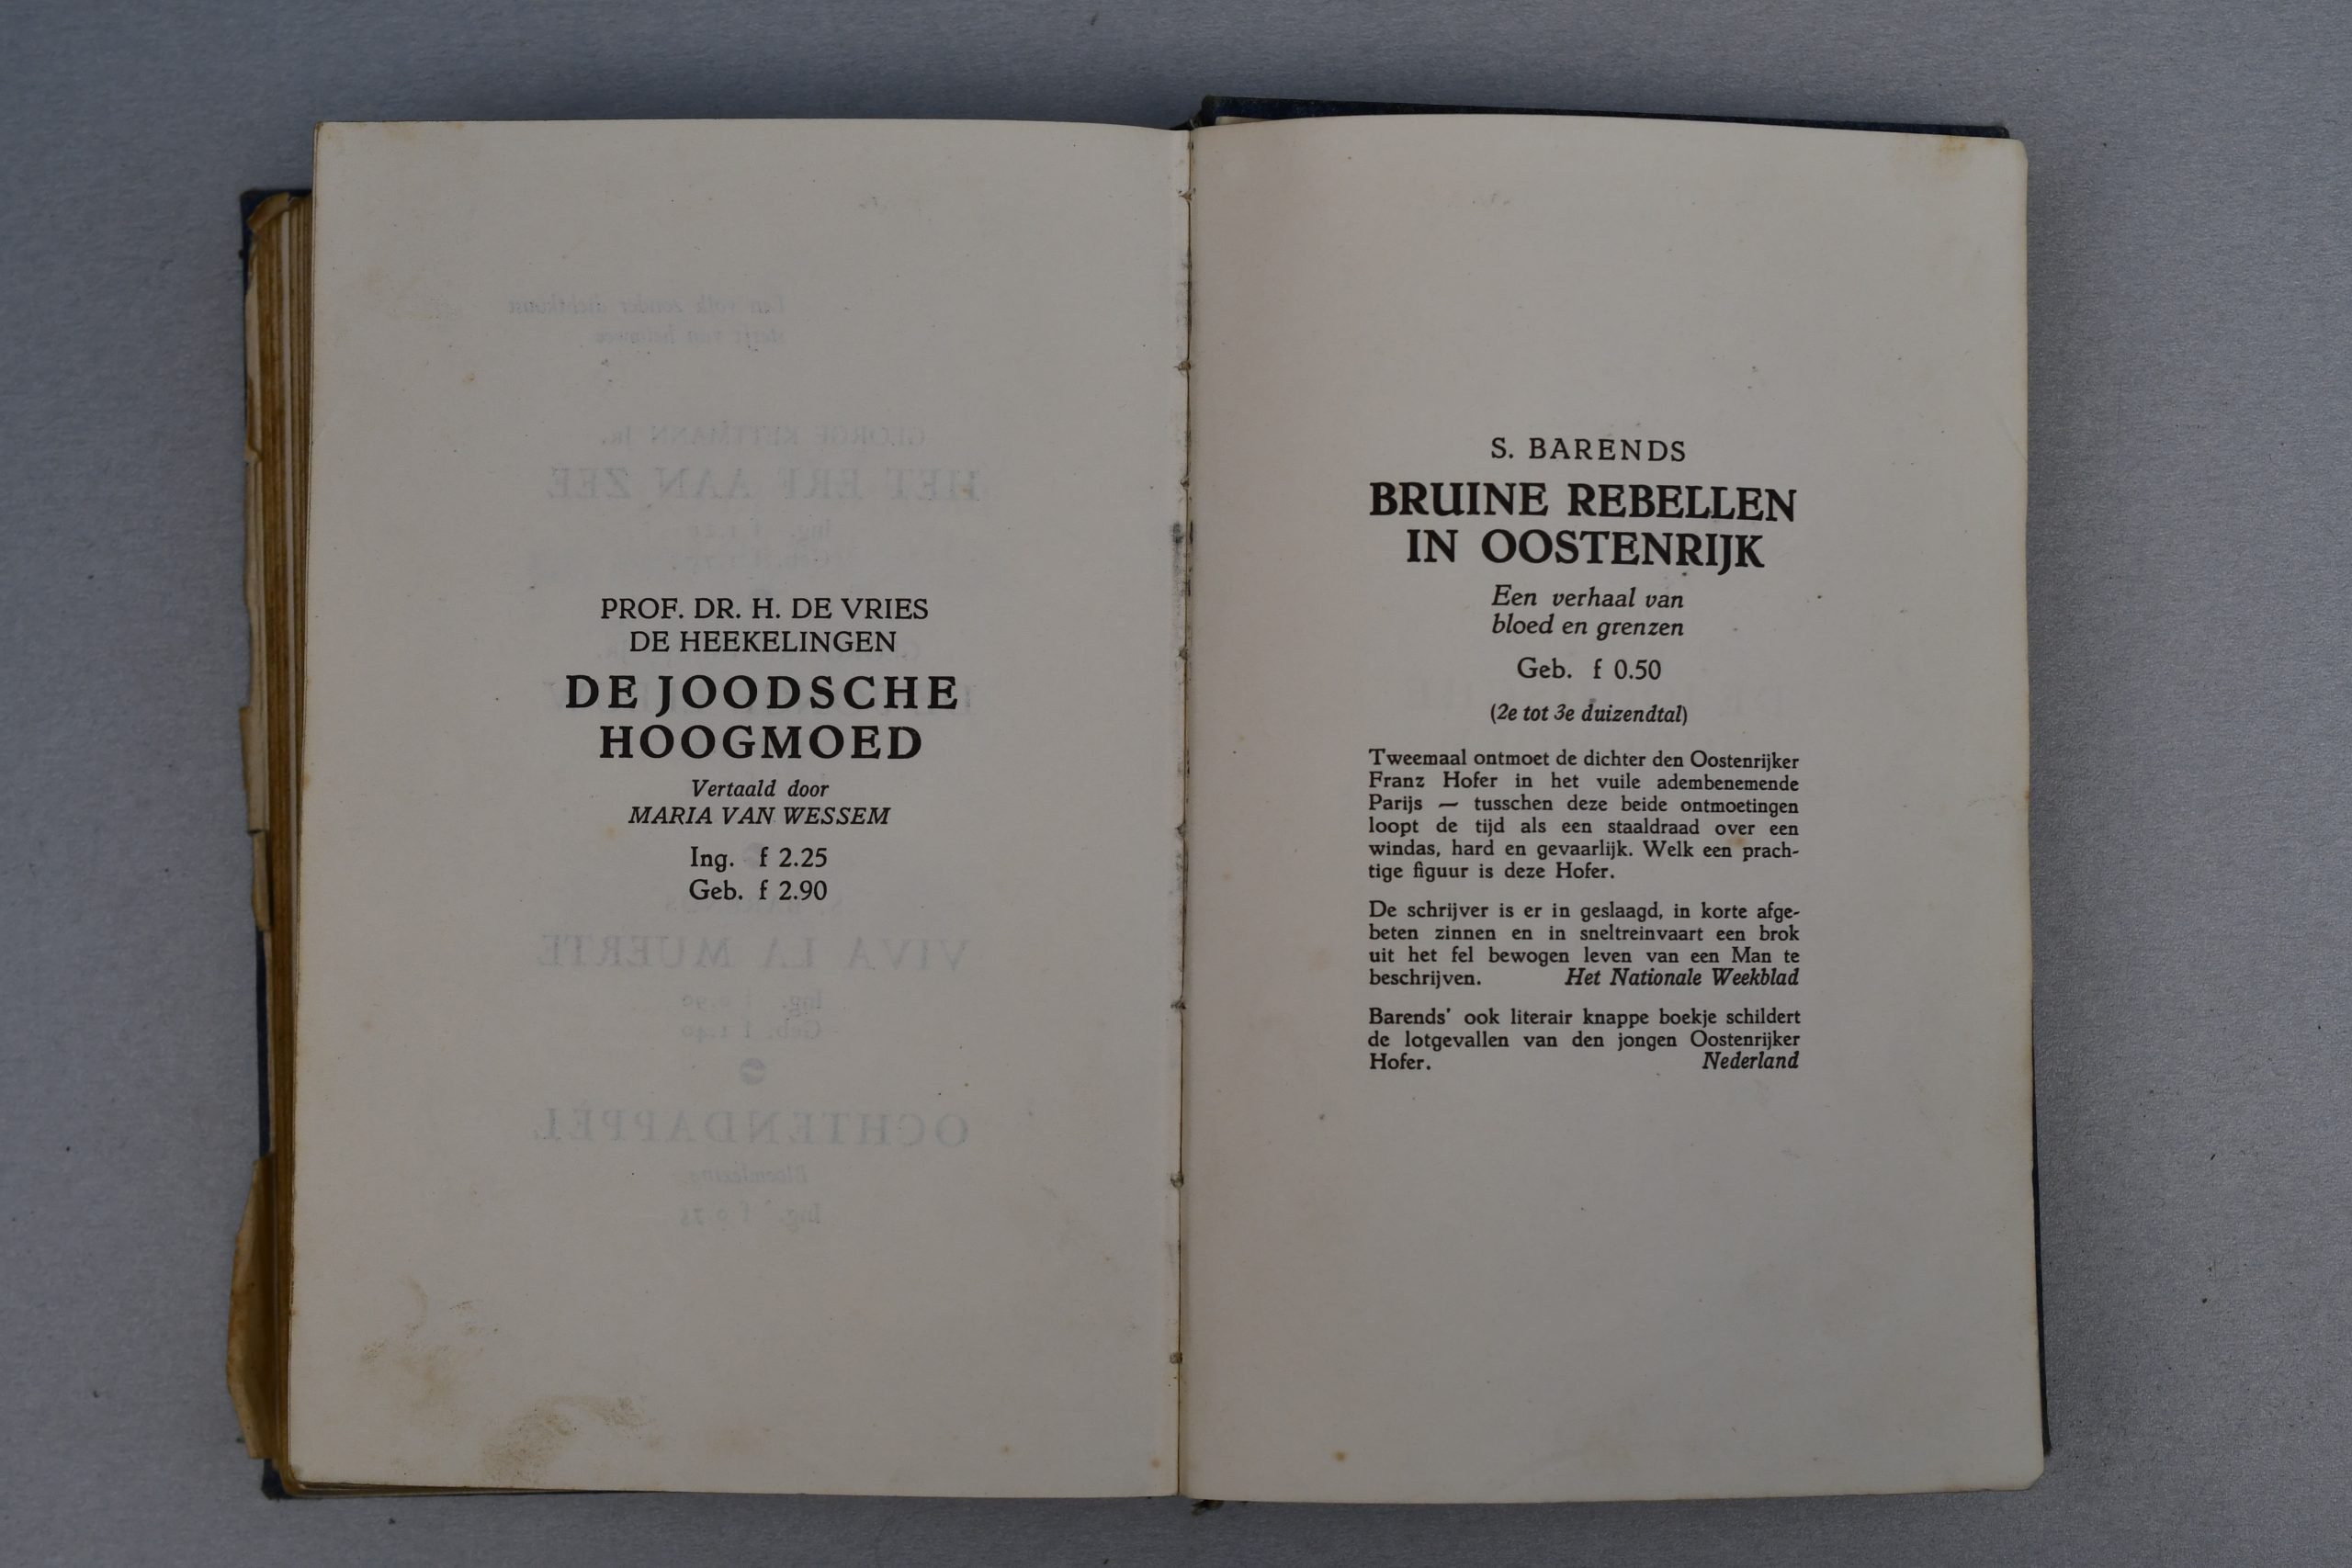 PROF. DR. H. DE VRIES
DE HEEKELINGEN
DE JOODSCHE
HOOGMOED
Vertaald door
MARIA VAN WESSEM
Ing. f 2.25
Geb. f 2.90
S. BARENDS
BRUINE REBELLEN
IN OOSTENRIJK
Een verhaal van
bloed en grenzen
Geb. f 0.50
(2e tot 3e duizendtal)
Tweemaal ontmoet de dichter den Oostenrijker
Franz Hofer in het vuile adembenemende
Parijs — tusschen deze beide ontmoetingen
loopt de tijd als een staaldraad over een
windas, hard en gevaarlijk. Welk een prach-
tige figuur is deze Hofer.
De schrijver is er in geslaagd, in korte afge-
beten zinnen en in sneltreinvaart een brok
uit het fel bewogen leven van een Man te
beschrijven. Het Nationale Weekblad
Barends' ook literair knappe boekje schildert
de lotgevallen van den jongen Oostenrijker
Hofer. Nederland